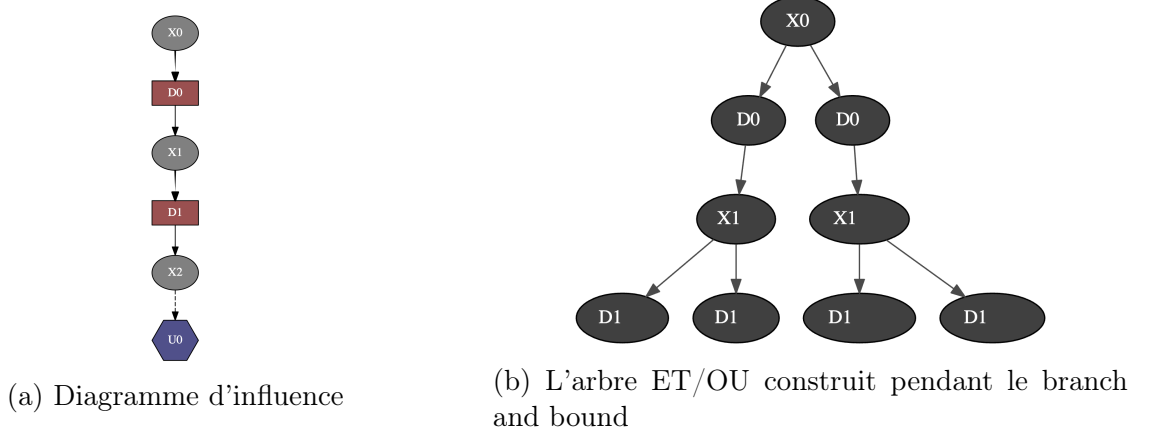 X0
D0
X1
D1
X2
U0
(a) Diagramme d'influence
X0
D0 D0
X1 X1
D1 D1 D1 D1
(b) L'arbre ET/OU construit pendant le branch
and bound